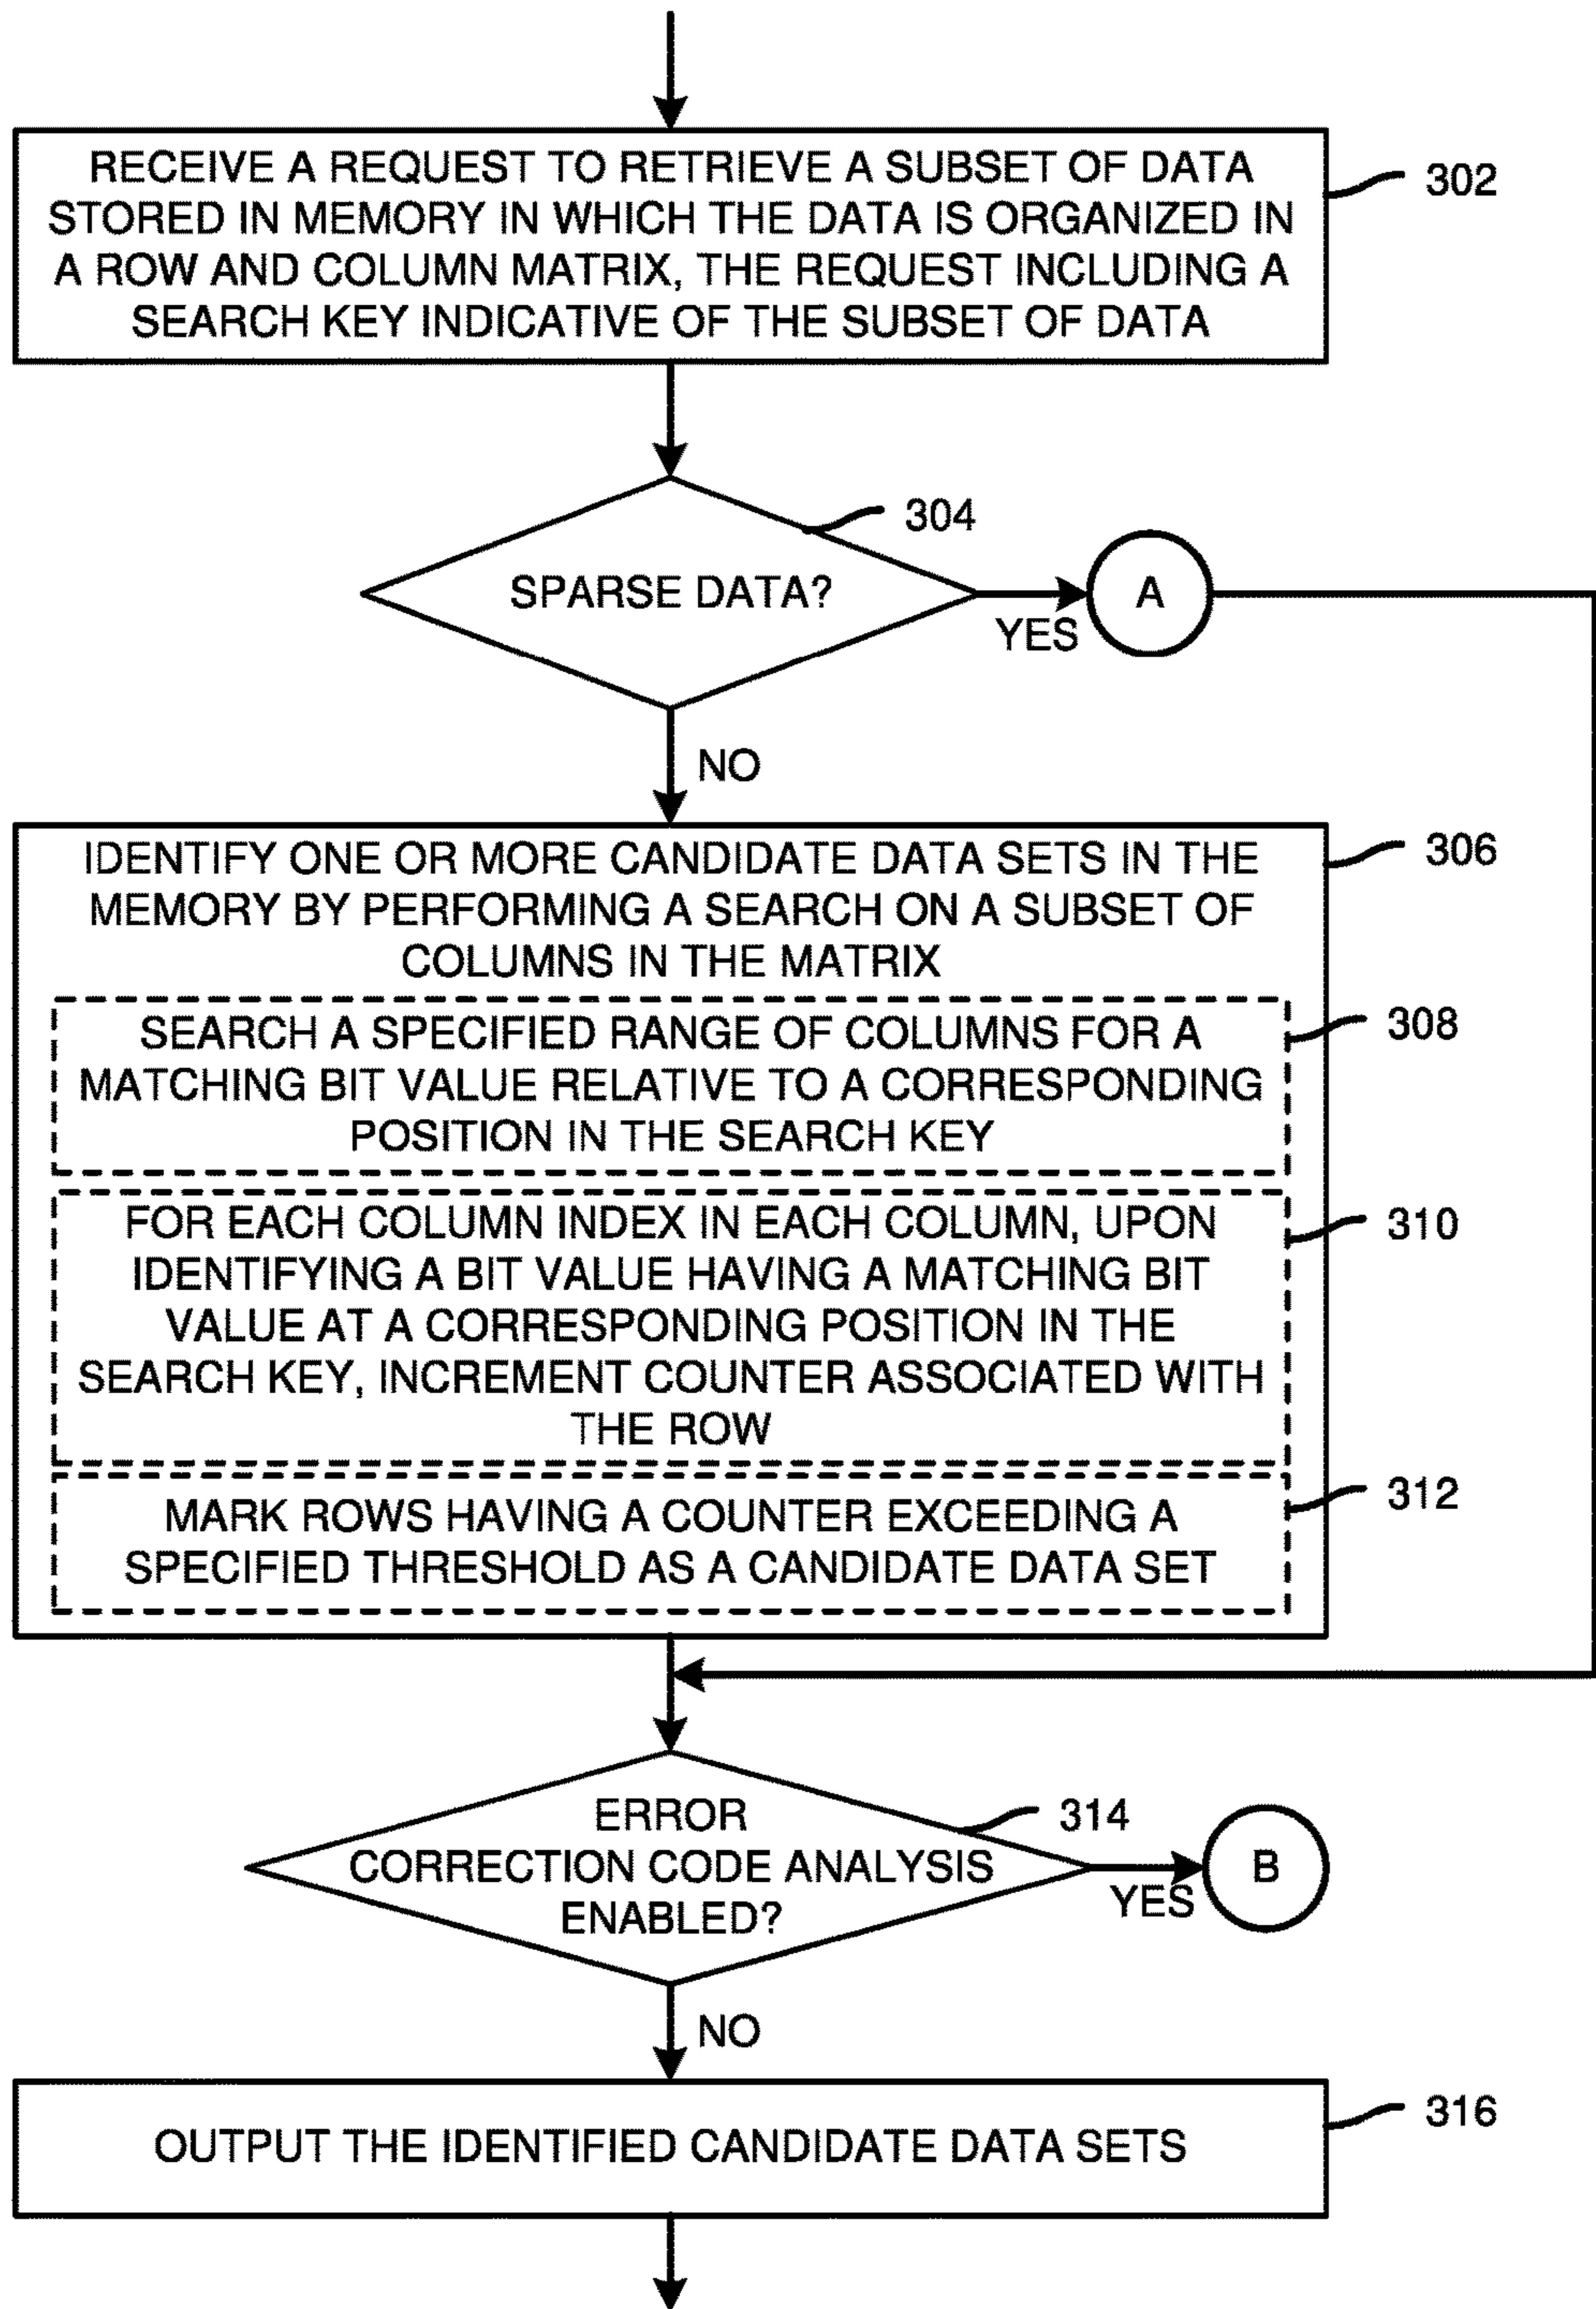 RECEIVE A REQUEST TO RETRIEVE A SUBSET OF DATA
STORED IN MEMORY IN WHICH THE DATA IS ORGANIZED IN
A ROW AND COLUMN MATRIX, THE REQUEST INCLUDING A
SEARCH KEY INDICATIVE OF THE SUBSET OF DATA
302
304
SPARSE DATA?
YES
A
NO
IDENTIFY ONE OR MORE CANDIDATE DATA SETS IN THE
MEMORY BY PERFORMING A SEARCH ON A SUBSET OF
COLUMNS IN THE MATRIX
306
SEARCH A SPECIFIED RANGE OF COLUMNS FOR A
MATCHING BIT VALUE RELATIVE TO A CORRESPONDING
POSITION IN THE SEARCH KEY
308
FOR EACH COLUMN INDEX IN EACH COLUMN, UPON
IDENTIFYING A BIT VALUE HAVING A MATCHING BIT
VALUE AT A CORRESPONDING POSITION IN THE
SEARCH KEY, INCREMENT COUNTER ASSOCIATED WITH
THE ROW
310
MARK ROWS HAVING A COUNTER EXCEEDING A
SPECIFIED THRESHOLD AS A CANDIDATE DATA SET
312
ERROR
CORRECTION CODE ANALYSIS
ENABLED?
314
YES
B
NO
OUTPUT THE IDENTIFIED CANDIDATE DATA SETS
316